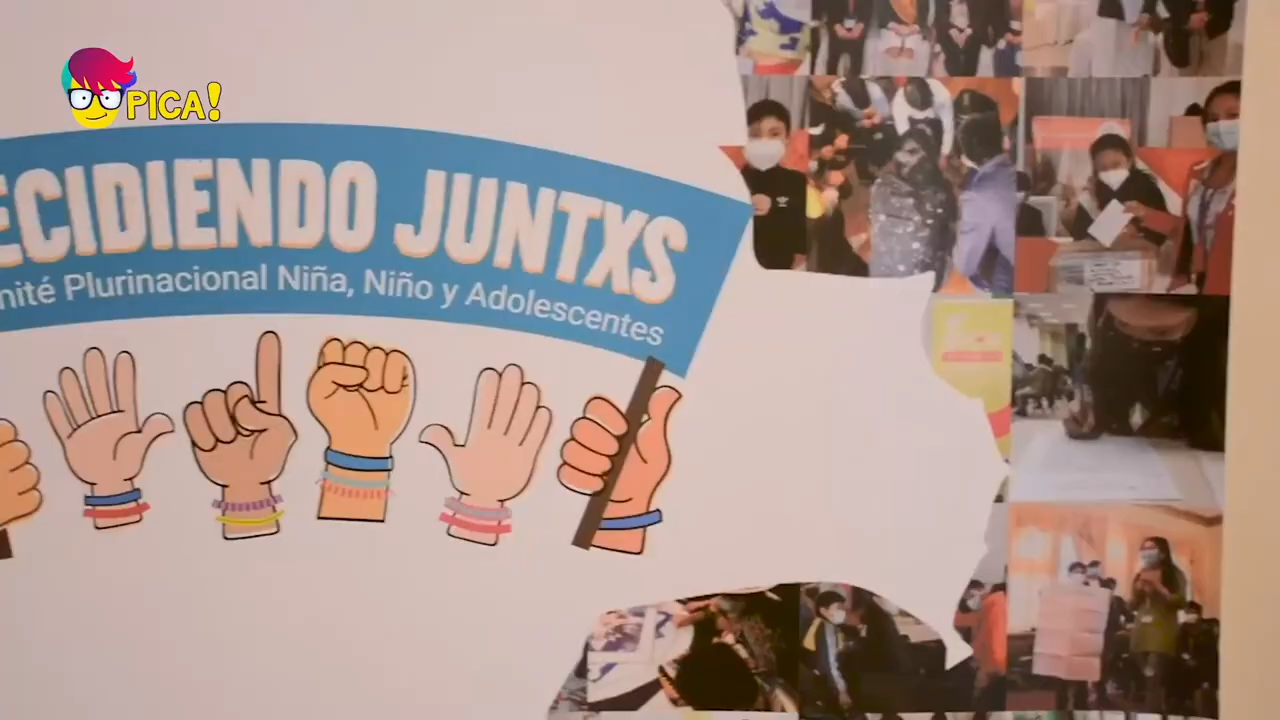 PICA!
ECIDIENDO JUNTXS
mité Plurinacional Niña, Niño y Adolescentes